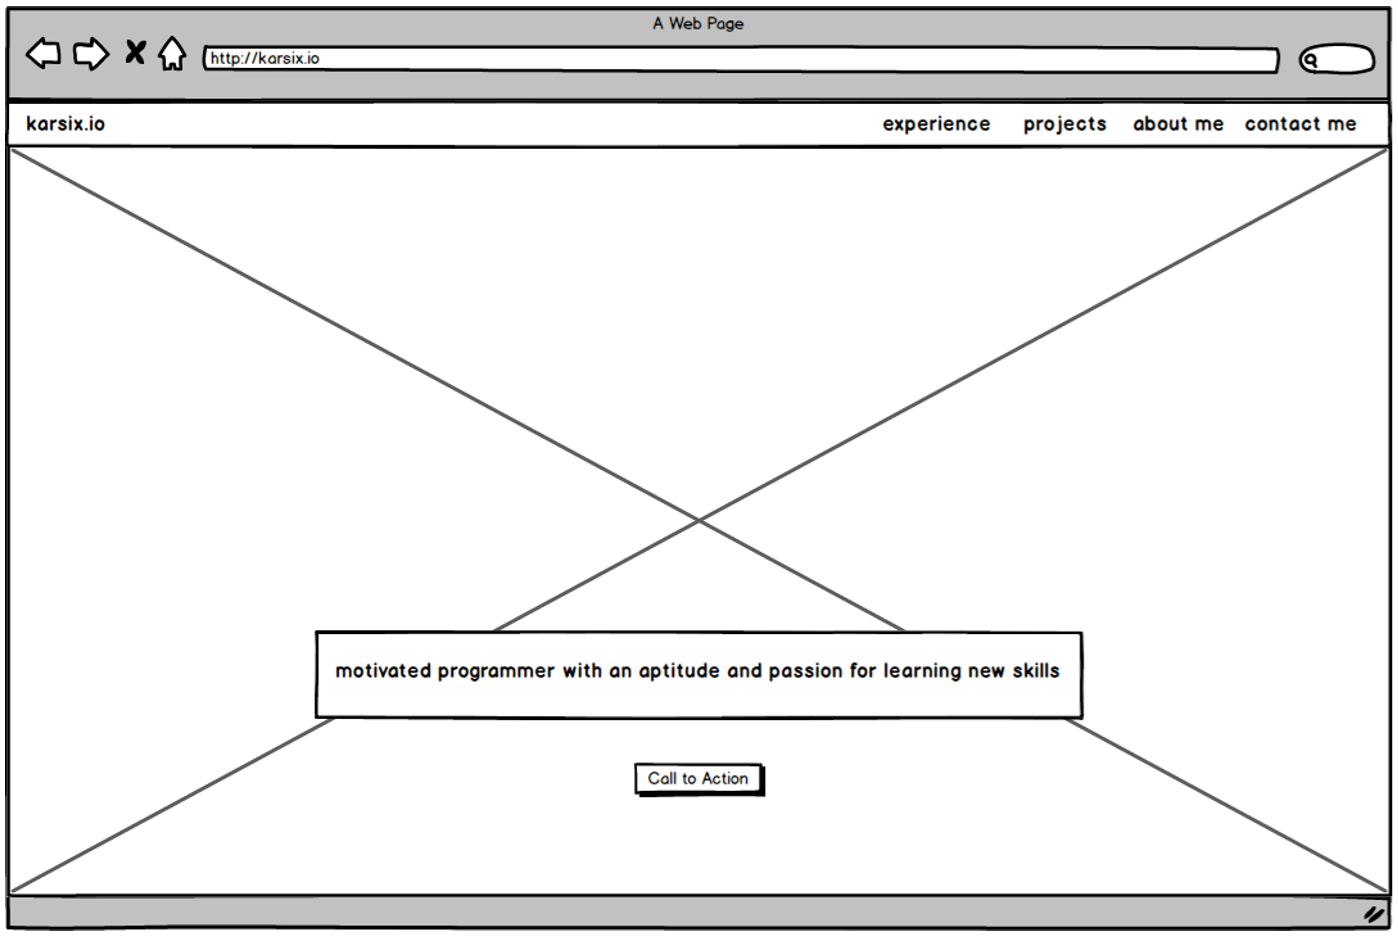 A Web Page
http://karsix.io
karsix.io experience projects about me contact me
motivated programmer with an aptitude and passion for learning new skills
Call to Action